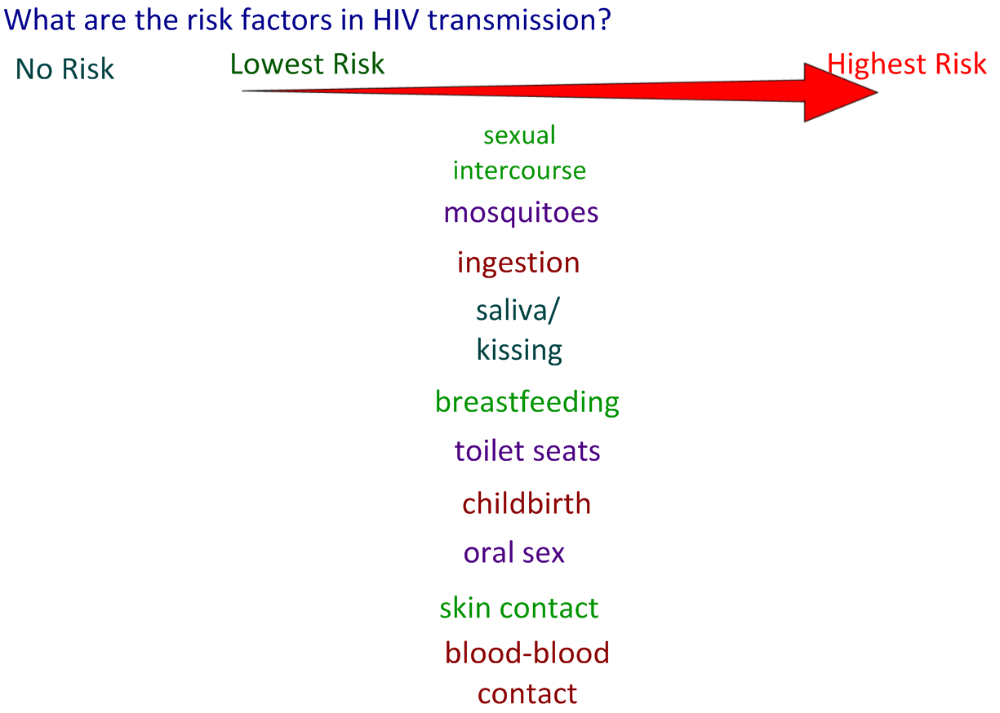 What are the risk factors in HIV transmission?
No Risk
Lowest Risk
Highest Risk
sexual
intercourse
mosquitoes
ingestion
saliva/
kissing
breastfeeding
toilet seats
childbirth
oral sex
skin contact
blood-blood
contact